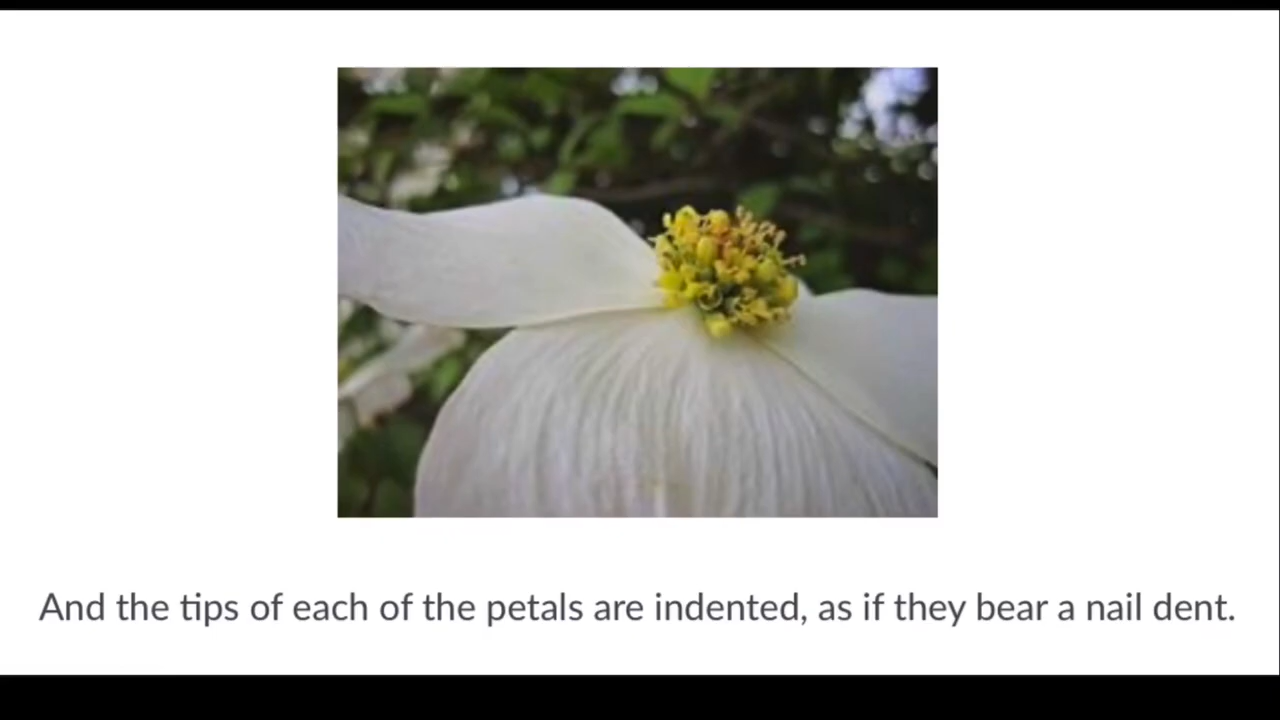 And the tips of each of the petals are indented, as if they bear a nail dent.